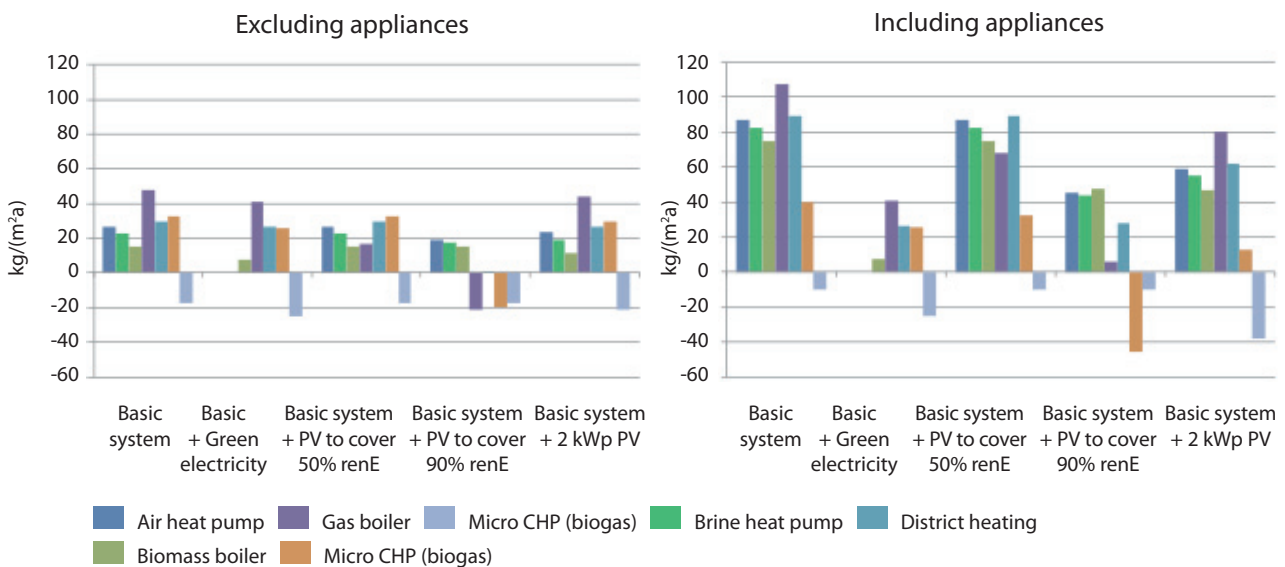 Excluding appliances
120
100
80
60
40
20
0
-20
-40
-60
kg/(m²a)
Basic system
Basic + Green electricity
Basic system + PV to cover 50% renE
Basic system + PV to cover 90% renE
Basic system + 2 kWp PV
Including appliances
120
100
80
60
40
20
0
-20
-40
-60
kg/(m²a)
Basic system
Basic + Green electricity
Basic system + PV to cover 50% renE
Basic system + PV to cover 90% renE
Basic system + 2 kWp PV
Air heat pump
Gas boiler
Micro CHP (biogas)
Brine heat pump
District heating
Biomass boiler
Micro CHP (biogas)